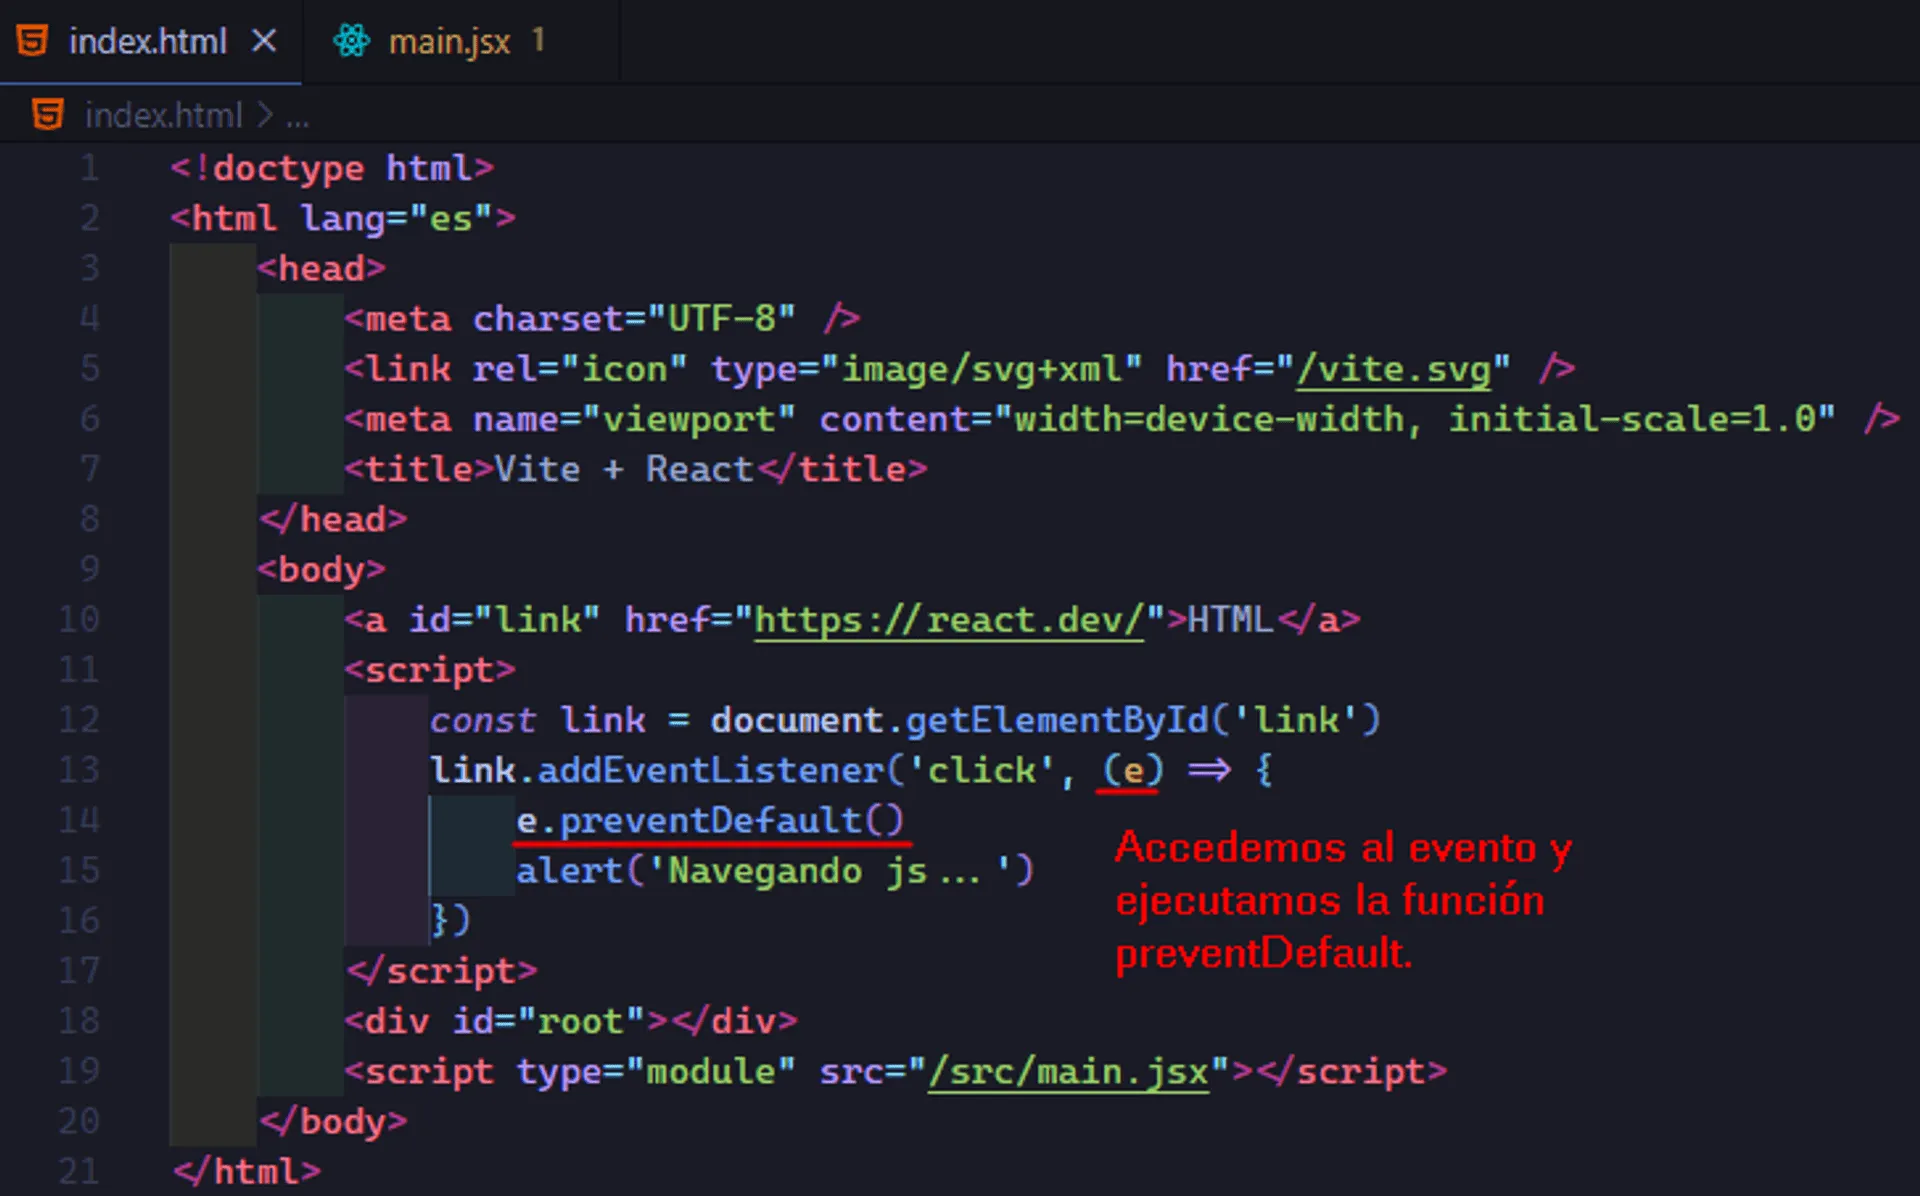 index.html × main.jsx 1
index.html > ...
1 <!doctype html>
2 <html lang="es">
3 <head>
4 <meta charset="UTF-8" />
5 <link rel="icon" type="image/svg+xml" href="/vite.svg" />
6 <meta name="viewport" content="width=device-width, initial-scale=1.0" />
7 <title>Vite + React</title>
8 </head>
9 <body>
10 <a id="link" href="https://react.dev/">HTML</a>
11 <script>
12 const link = document.getElementById('link')
13 link.addEventListener('click', (e) => {
14 e.preventDefault()
15 alert('Navegando js...')
16 })
17 </script>
18 <div id="root"></div>
19 <script type="module" src="/src/main.jsx"></script>
20 </body>
21 </html>
Accedemos al evento y
ejecutamos la función
preventDefault.